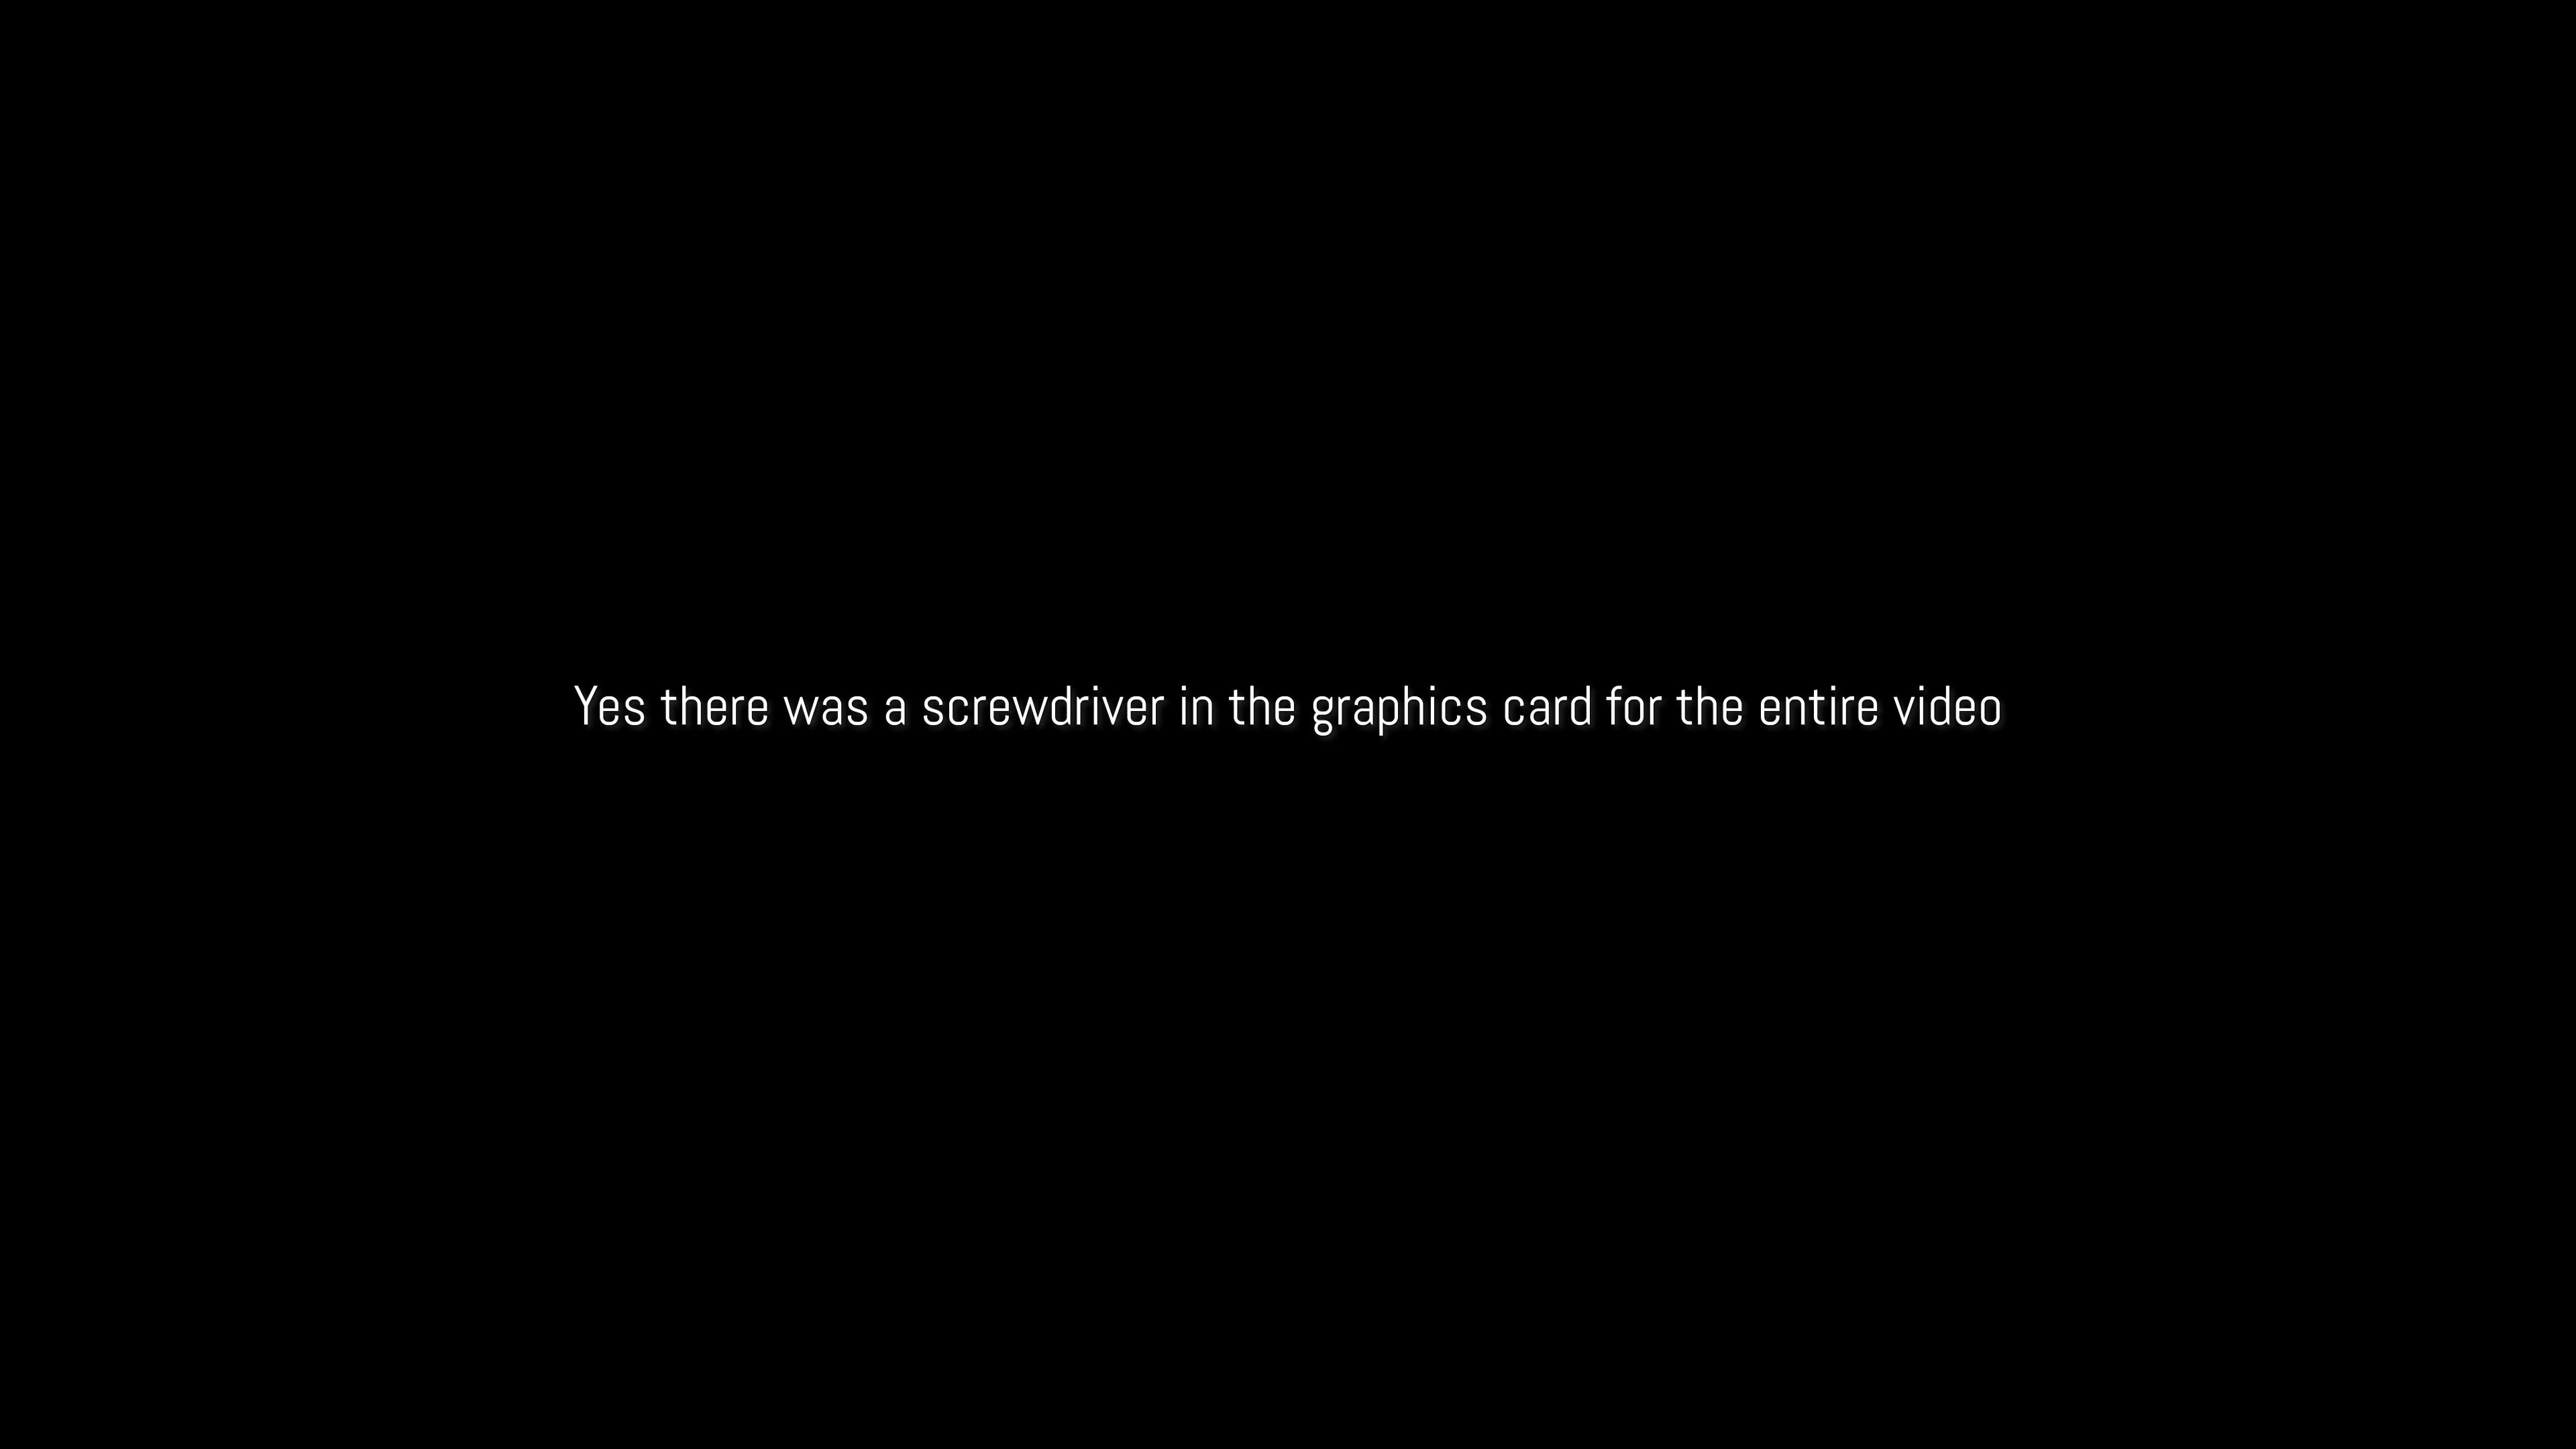 Yes there was a screwdriver in the graphics card for the entire video